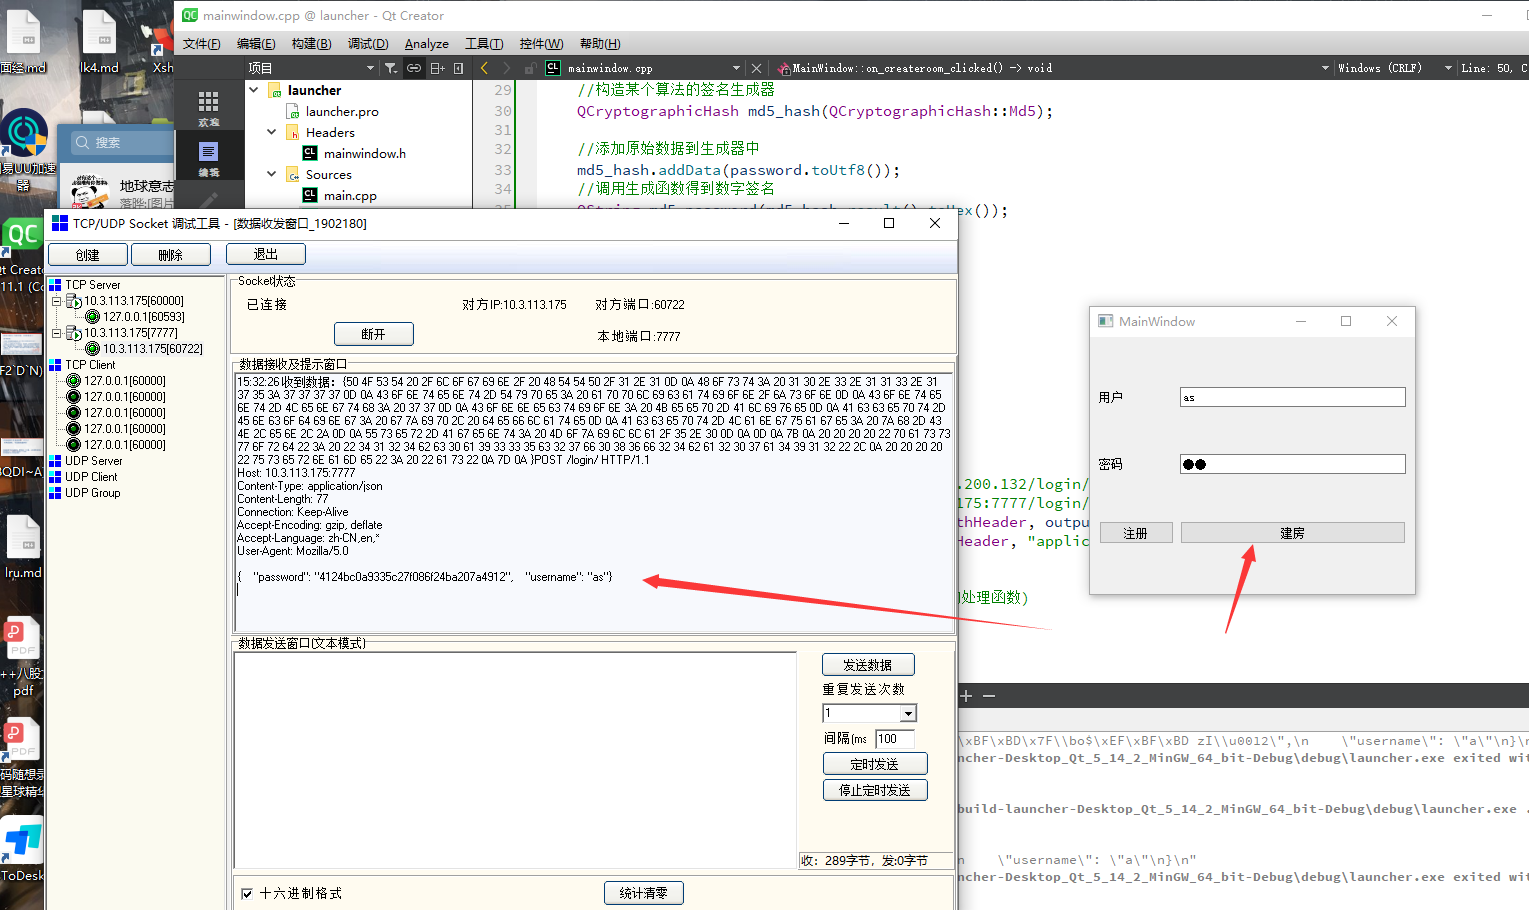 mainwindow.cpp @ launcher - Qt Creator
文件(F) 编辑(E) 构建(B) 调试(D) Analyze 工具(T) 控件(W) 帮助(H)
项目
mainwindow.cpp
MainWindow::on_createroom_clicked() -> void
Windows (CRLF)
Line: 50, C
面经.md
lk4.md
Xsh
易UU加速器
搜索
地球意志
落晔:[图片
欢迎
编辑
launcher
launcher.pro
Headers
mainwindow.h
Sources
main.cpp
29 //构造某个算法的签名生成器
30 QCryptographicHash md5_hash(QCryptographicHash::Md5);
31
32 //添加原始数据到生成器中
33 md5_hash.addData(password.toUtf8());
34 //调用生成函数得到数字签名
ex());
TCP/UDP Socket 调试工具 - [数据收发窗口_1902180]
创建 删除 退出
TCP Server
10.3.113.175[60000]
127.0.0.1[60593]
10.3.113.175[7777]
10.3.113.175[60722]
TCP Client
127.0.0.1[60000]
127.0.0.1[60000]
127.0.0.1[60000]
127.0.0.1[60000]
127.0.0.1[60000]
UDP Server
UDP Client
UDP Group
Socket状态
已连接 对方IP:10.3.113.175 对方端口:60722
断开 本地端口:7777
数据接收及提示窗口
15:32:26 收到数据：{50 4F 53 54 20 2F 6C 6F 67 69 6E 2F 20 48 54 54 50 2F 31 2E 31 0D 0A 48 6F 73 74 3A 20 31 30 2E 33 2E 31 31 33 2E 31
37 35 3A 37 37 37 37 0D 0A 43 6F 6E 74 65 6E 74 2D 54 79 70 65 3A 20 61 70 70 6C 69 63 61 74 69 6F 6E 2F 6A 73 6F 6E 0D 0A 43 6F 6E 74 65
6E 74 2D 4C 65 6E 67 74 68 3A 20 37 37 0D 0A 43 6F 6E 6E 65 63 74 69 6F 6E 3A 20 4B 65 65 70 2D 41 6C 69 76 65 0D 0A 41 63 63 65 70 74 2D
45 6E 63 6F 64 69 6E 67 3A 20 67 7A 69 70 2C 20 64 65 66 6C 61 74 65 0D 0A 41 63 63 65 70 74 2D 4C 61 6E 67 75 61 67 65 3A 20 7A 68 2D 43
4E 2C 65 6E 2C 2A 0D 0A 55 73 65 72 2D 41 67 65 6E 74 3A 20 4D 6F 7A 69 6C 6C 61 2F 35 2E 30 0D 0A 0D 0A 7B 0A 20 20 20 20 22 70 61 73 73
77 6F 72 64 22 3A 20 22 34 31 32 34 62 63 30 61 39 33 33 35 63 32 37 66 30 38 36 66 32 34 62 61 32 30 37 61 34 39 31 32 22 2C 0A 20 20 20 20
22 75 73 65 72 6E 61 6D 65 22 3A 20 22 61 73 22 0A 7D 0A }POST /login/ HTTP/1.1
Host: 10.3.113.175:7777
Content-Type: application/json
Content-Length: 77
Connection: Keep-Alive
Accept-Encoding: gzip, deflate
Accept-Language: zh-CN,en,*
User-Agent: Mozilla/5.0
{ "password": "4124bc0a9335c27f086f24ba207a4912", "username": "as"}
数据发送窗口(文本模式)
发送数据
重复发送次数
1
间隔(ms 100
定时发送
停止定时发送
收：289字节，发:0字节
十六进制格式 统计清零
MainWindow
用户 as
密码
注册 建房
.200.132/login/
175:7777/login/
thHeader, outpu
Header, "applic
处理函数)
\xBF\xBD\x7F\\bo$\xEF\xBF\xBD zI\\u0012\",\n    \"username\": \"a\"\n}\n
ncher-Desktop_Qt_5_14_2_MinGW_64_bit-Debug\debug\launcher.exe exited wit
build-launcher-Desktop_Qt_5_14_2_MinGW_64_bit-Debug\debug\launcher.exe .
n    \"username\": \"a\"\n}\n"
ncher-Desktop_Qt_5_14_2_MinGW_64_bit-Debug\debug\launcher.exe exited wit
QC
Qt Creato
11.1 (Co
F2`D`N)
BQDI~A
lru.md
PDF
++八股文
pdf
PDF
码随想录
星球精华
ToDesk